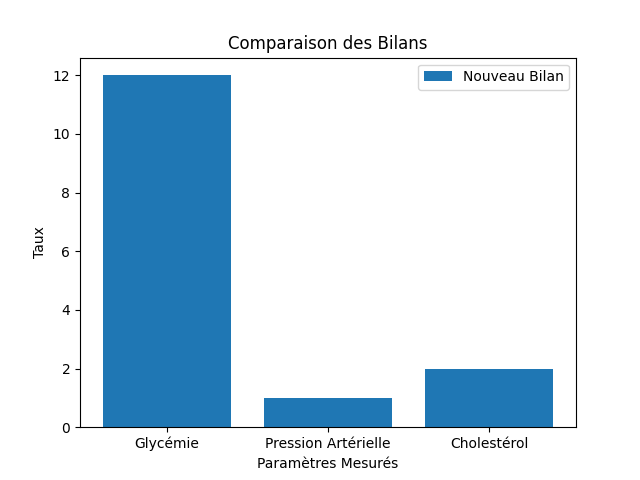 Comparaison des Bilans
Nouveau Bilan
12
10
8
6
4
2
0
Taux
Glycémie Pression Artérielle Cholestérol
Paramètres Mesurés